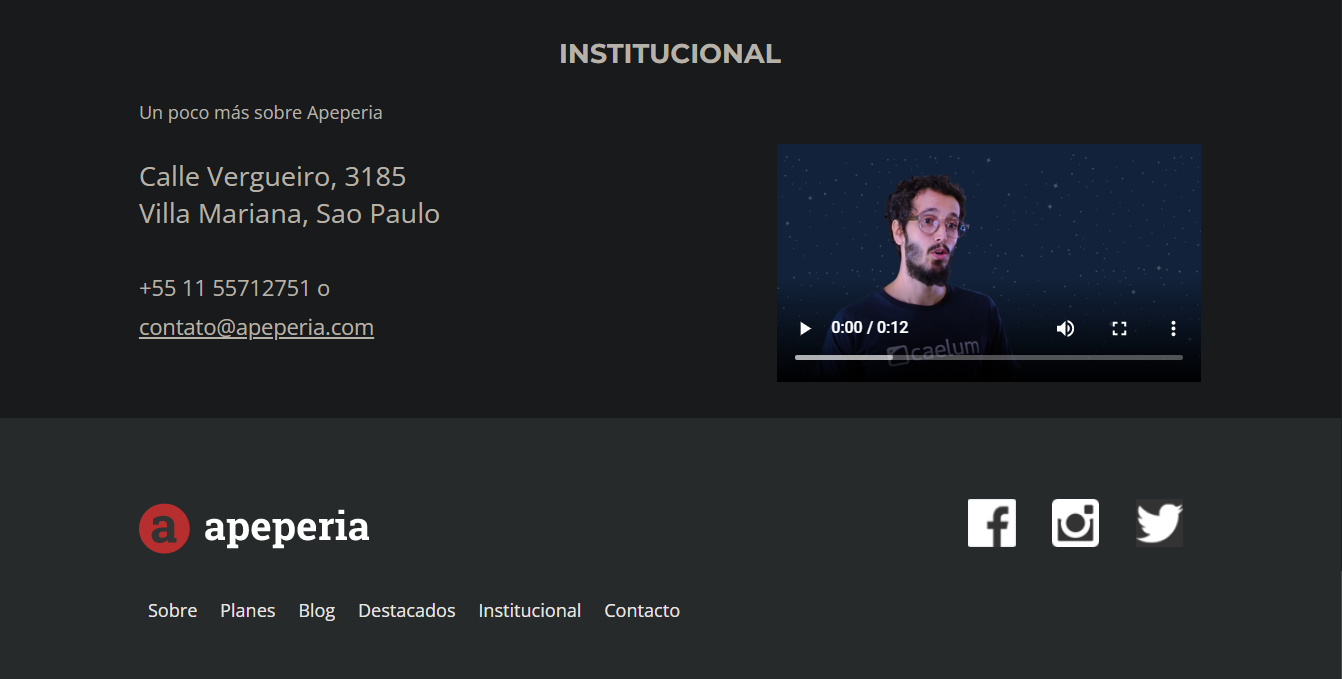 INSTITUCIONAL
Un poco más sobre Apeperia
Calle Vergueiro, 3185
Villa Mariana, Sao Paulo
+55 11 55712751 o
contato@apeperia.com
0:00 / 0:12
caelum
a apeperia
Sobre Planes Blog Destacados Institucional Contacto